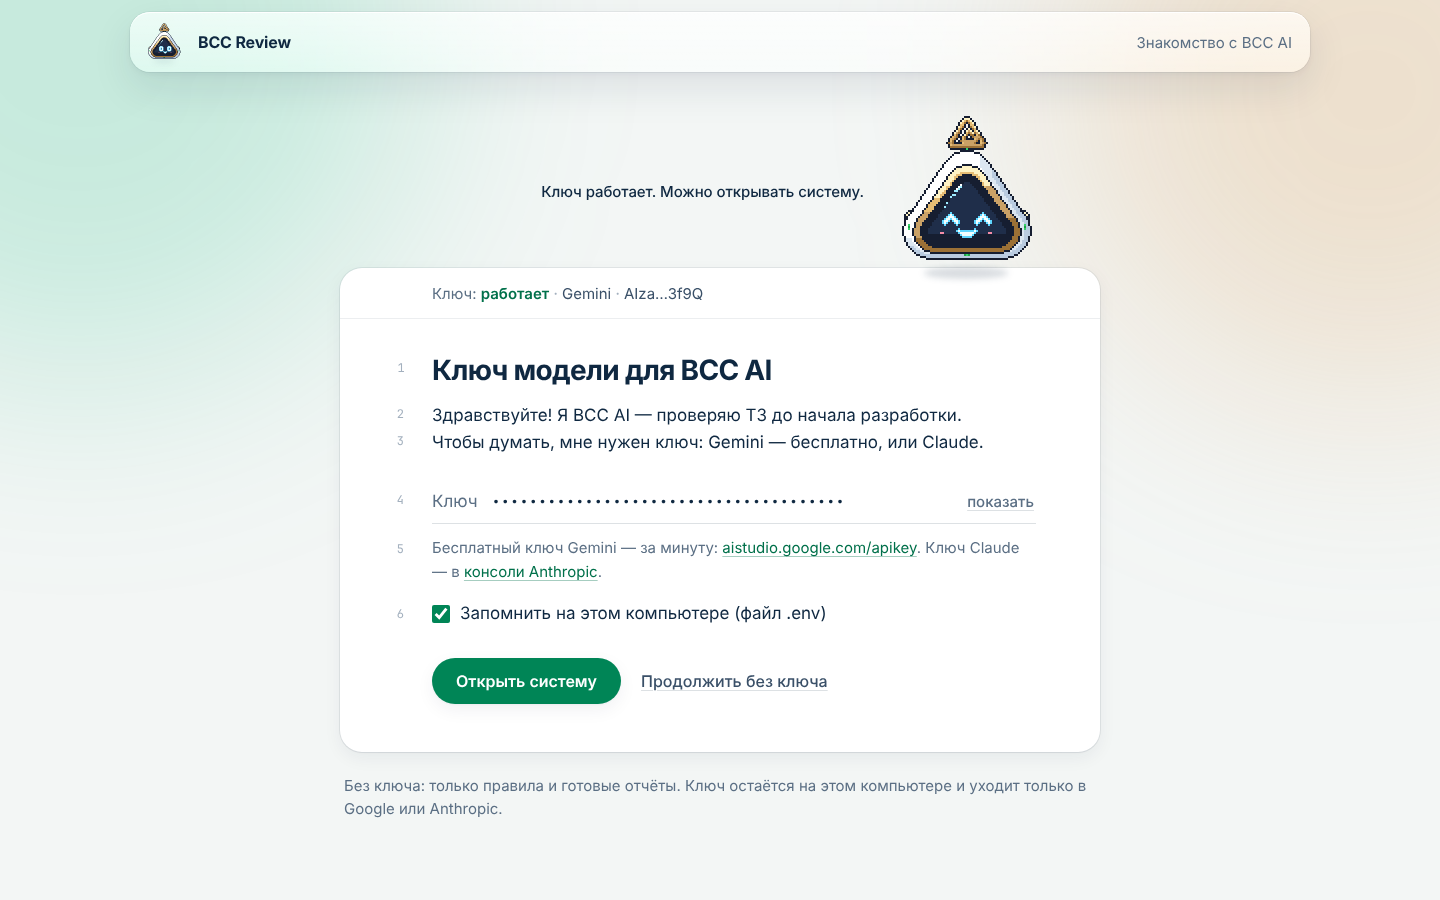 BCC Review
Знакомство с BCC AI
Ключ работает. Можно открывать систему.
Ключ: работает · Gemini · AIza…3f9Q
1 Ключ модели для BCC AI
2 Здравствуйте! Я BCC AI — проверяю ТЗ до начала разработки.
3 Чтобы думать, мне нужен ключ: Gemini — бесплатно, или Claude.
4 Ключ •••••••••••••••••••••••••••••••••••••• показать
5 Бесплатный ключ Gemini — за минуту: aistudio.google.com/apikey. Ключ Claude
— в консоли Anthropic.
6 Запомнить на этом компьютере (файл .env)
Открыть систему
Продолжить без ключа
Без ключа: только правила и готовые отчёты. Ключ остаётся на этом компьютере и уходит только в
Google или Anthropic.